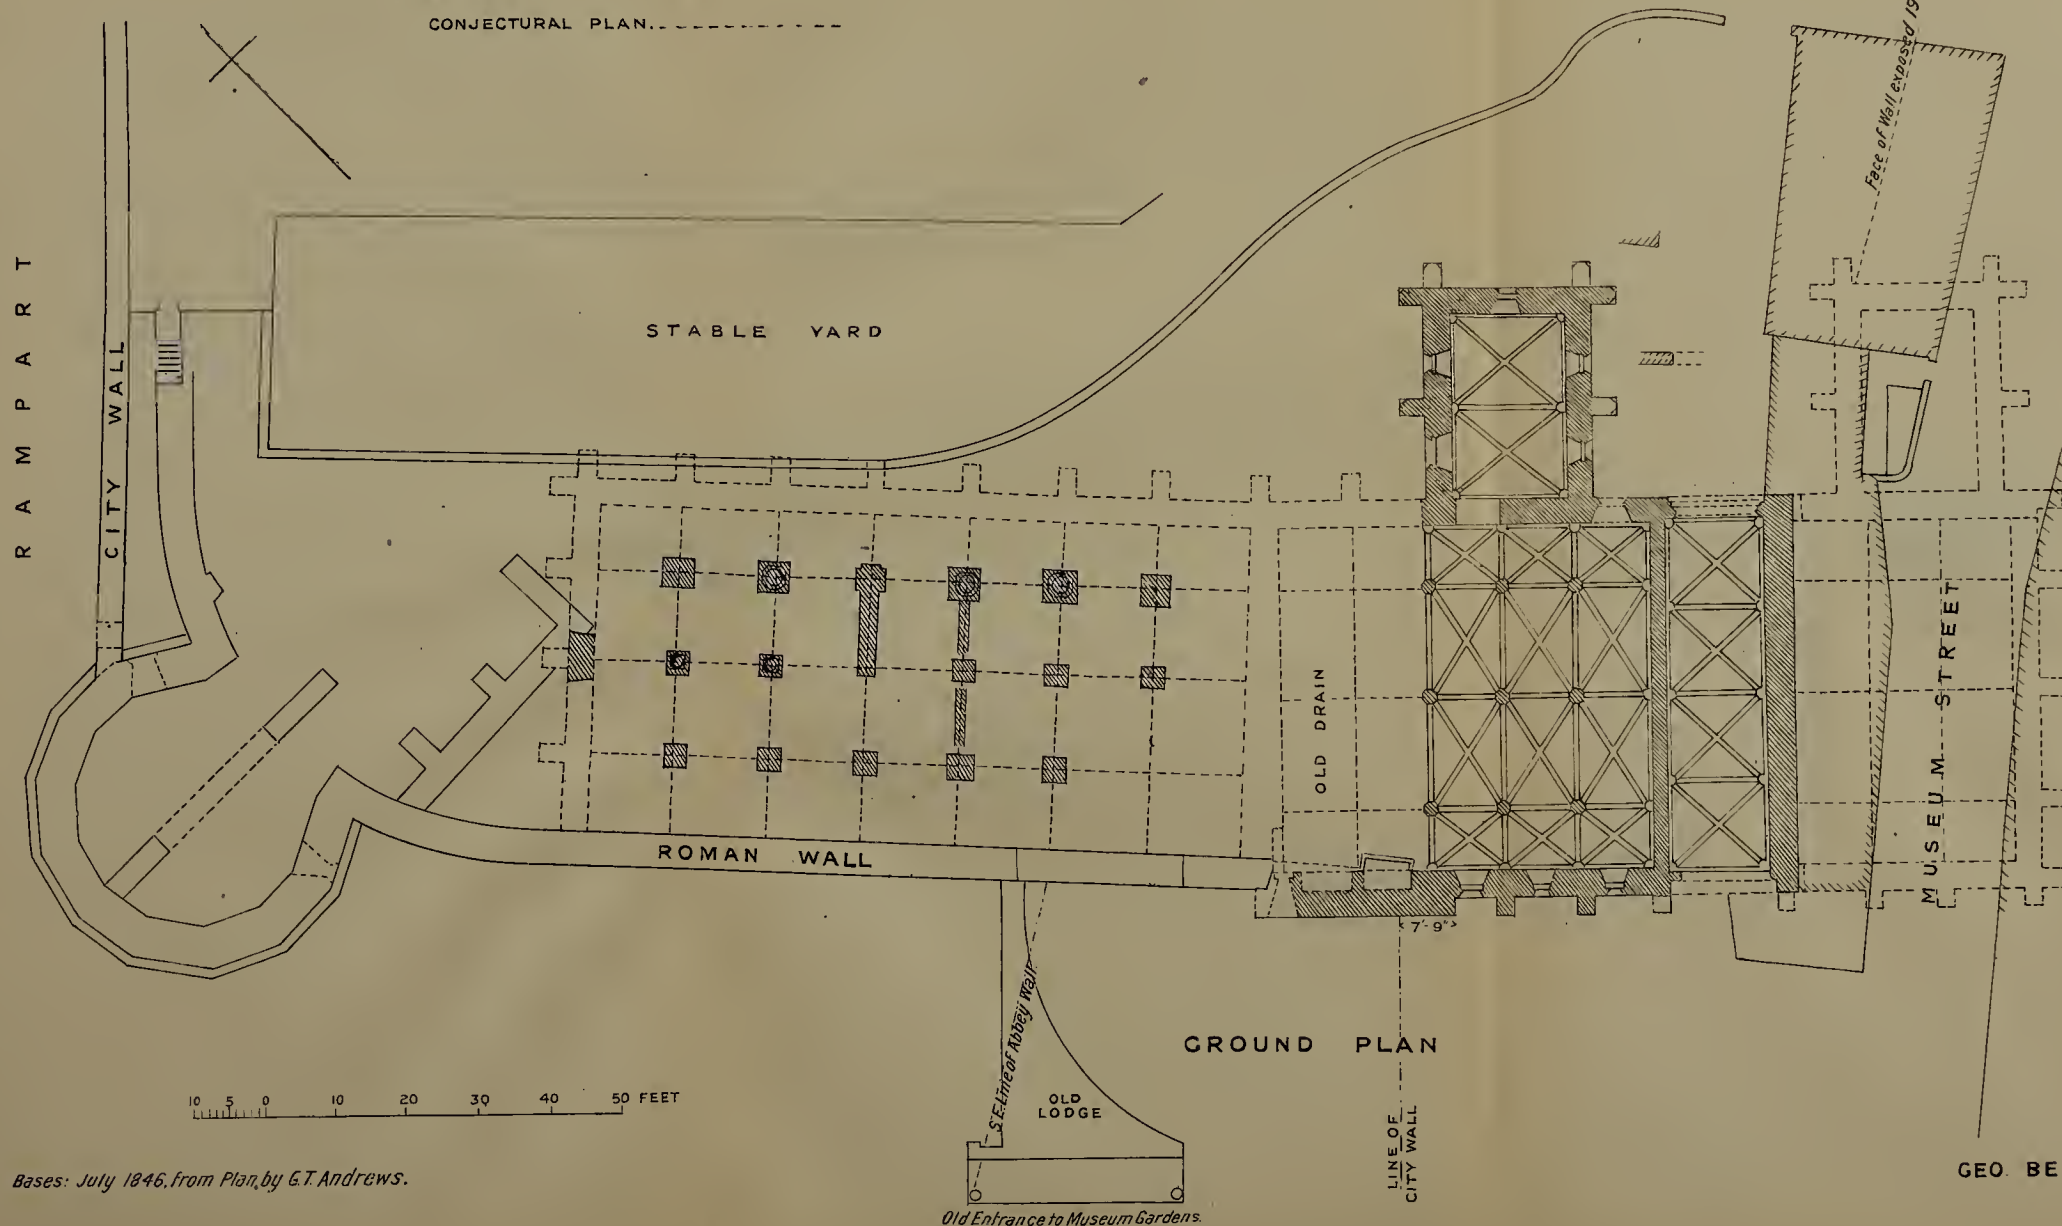 CONJECTURAL PLAN
Face of Wall exposed 19
RAMPART
CITY WALL
STABLE YARD
OLD DRAIN
MUSEUM STREET
ROMAN WALL
7'-9"
S.E. Line of Abbey Wall.
GROUND PLAN
10 5 0 10 20 30 40 50 FEET
OLD
LODGE
LINE OF
CITY WALL
Bases: July 1846, from Plan, by G.T. Andrews.
GEO. BE
Old Entrance to Museum Gardens.